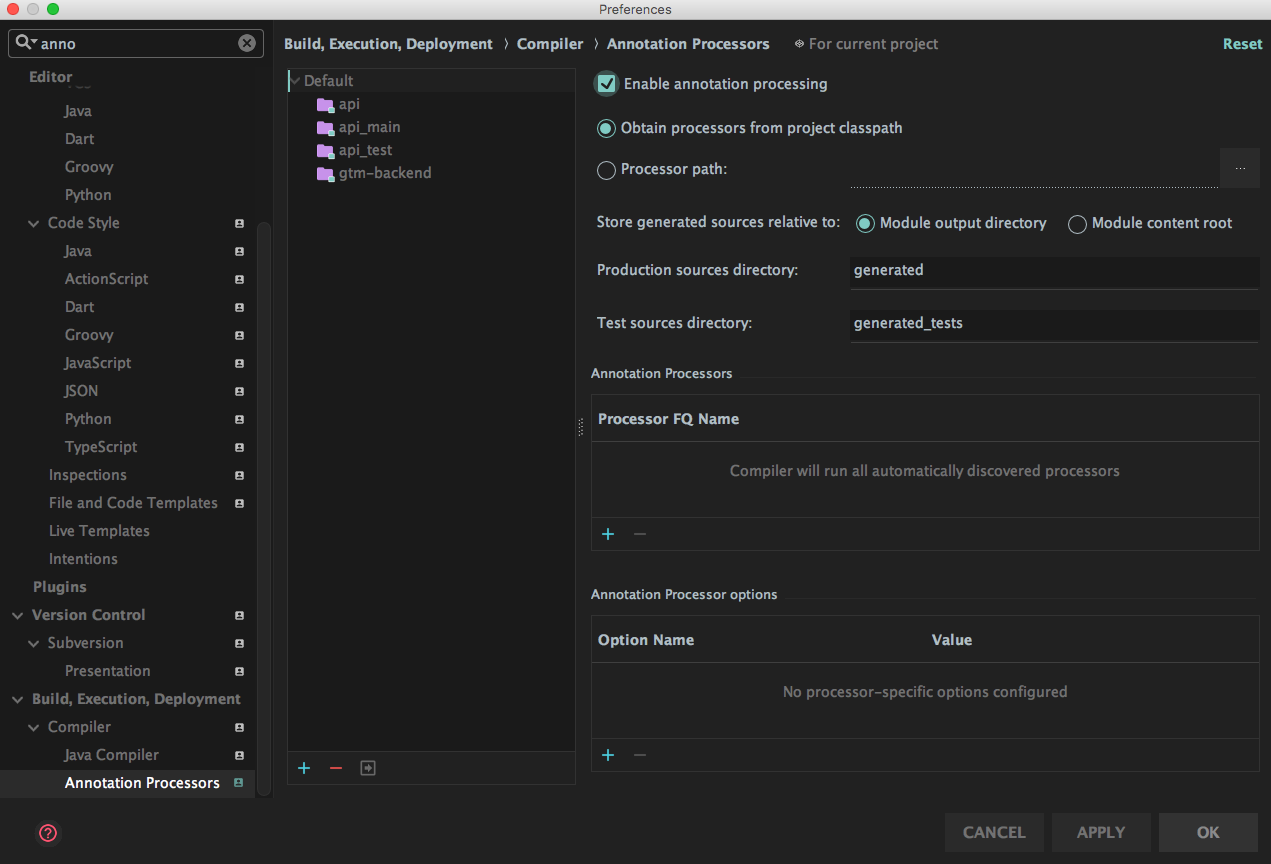 Preferences
anno
Editor
Java
Dart
Groovy
Python
Code Style
Java
ActionScript
Dart
Groovy
JavaScript
JSON
Python
TypeScript
Inspections
File and Code Templates
Live Templates
Intentions
Plugins
Version Control
Subversion
Presentation
Build, Execution, Deployment
Compiler
Java Compiler
Annotation Processors
Build, Execution, Deployment › Compiler › Annotation Processors For current project Reset
Default
api
api_main
api_test
gtm-backend
Enable annotation processing
Obtain processors from project classpath
Processor path: ...
Store generated sources relative to: Module output directory Module content root
Production sources directory: generated
Test sources directory: generated_tests
Annotation Processors
Processor FQ Name
Compiler will run all automatically discovered processors
Annotation Processor options
Option Name Value
No processor-specific options configured
CANCEL APPLY OK